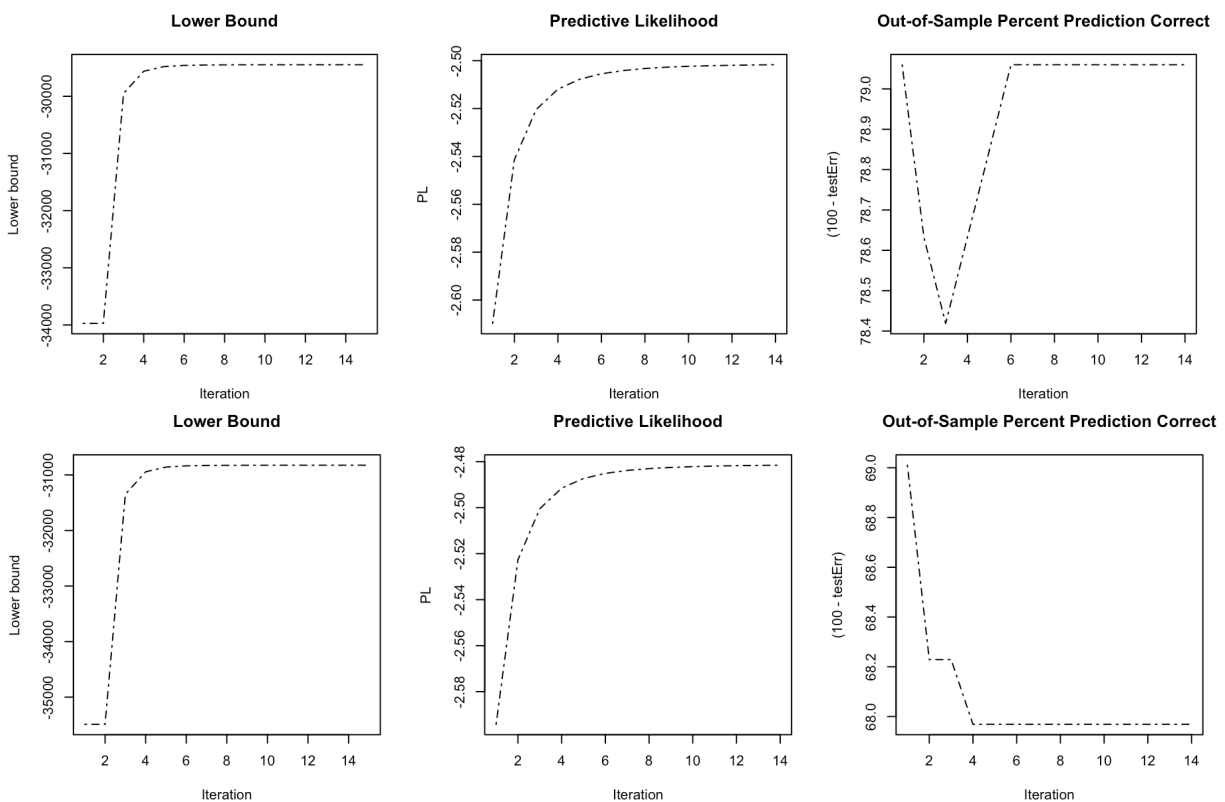 Lower Bound
Lower bound
-30000
-31000
-32000
-33000
-34000
2 4 6 8 10 12 14
Iteration
Predictive Likelihood
PL
-2.50
-2.52
-2.54
-2.56
-2.58
-2.60
2 4 6 8 10 12 14
Iteration
Out-of-Sample Percent Prediction Correct
(100 - testErr)
79.0
78.9
78.8
78.7
78.6
78.5
78.4
2 4 6 8 10 12 14
Iteration
Lower Bound
Lower bound
-31000
-32000
-33000
-34000
-35000
2 4 6 8 10 12 14
Iteration
Predictive Likelihood
PL
-2.48
-2.50
-2.52
-2.54
-2.56
-2.58
2 4 6 8 10 12 14
Iteration
Out-of-Sample Percent Prediction Correct
(100 - testErr)
69.0
68.8
68.6
68.4
68.2
68.0
2 4 6 8 10 12 14
Iteration